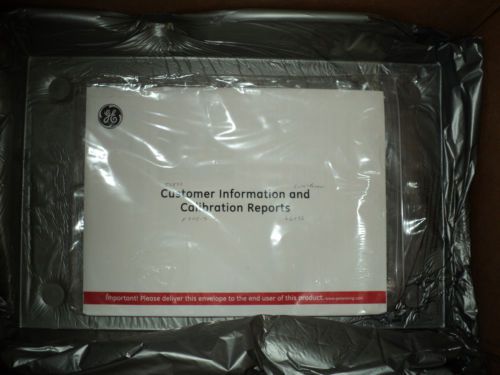 GE
Customer Information and
Calibration Reports
Important! Please deliver this envelope to the end user of this product.